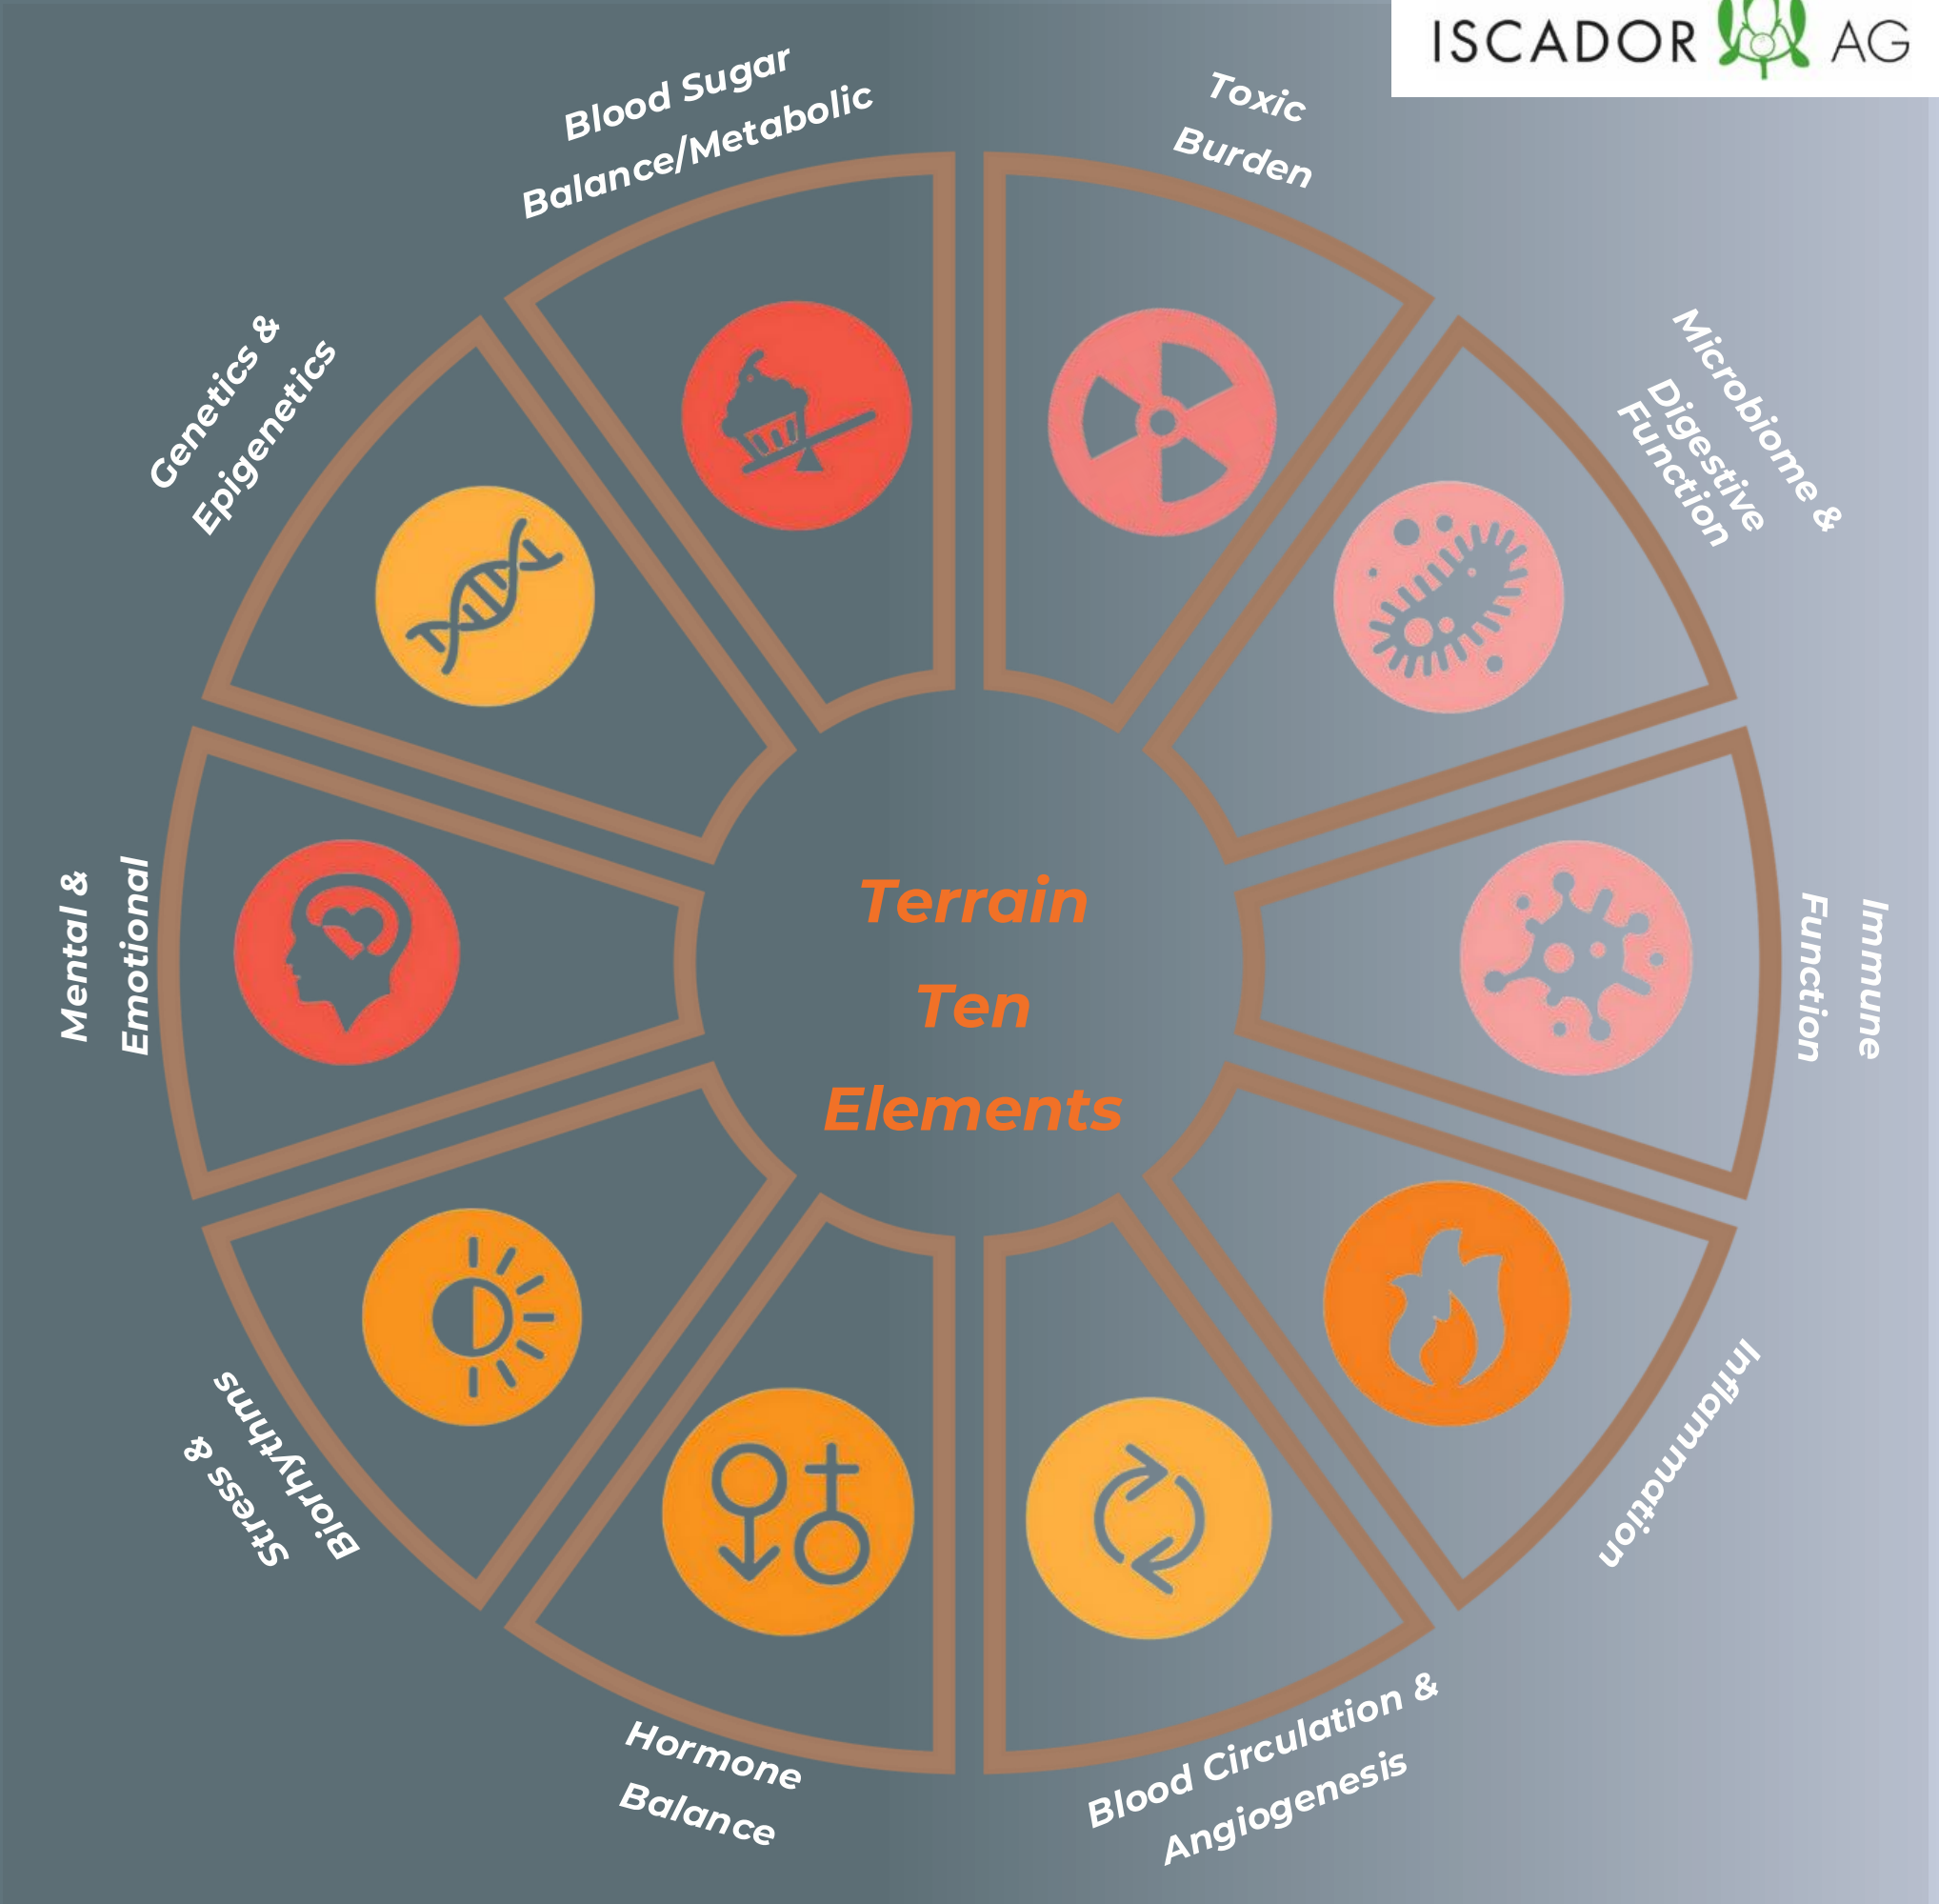 ISCADOR AG
Blood Sugar
Balance/Metabolic
Toxic
Burden
Microbiome &
Digestive
Function
Immune
Function
Inflammation
Blood Circulation &
Angiogenesis
Hormone
Balance
Stress &
Biorhythms
Mental &
Emotional
Genetics &
Epigenetics
Terrain
Ten
Elements